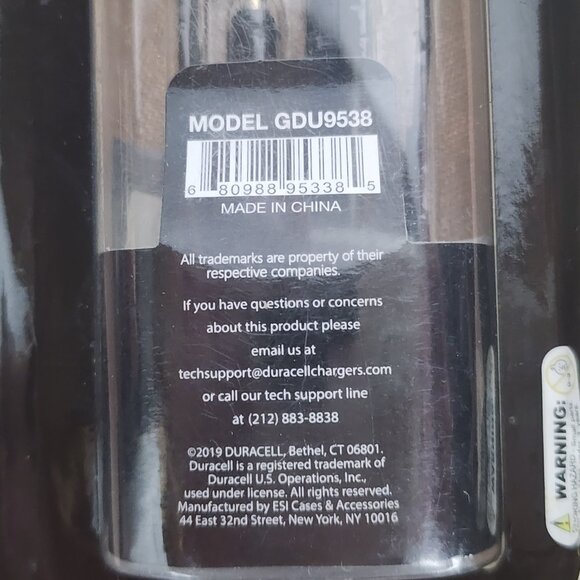 MODEL GDU9538
6 80988 95338 5
MADE IN CHINA
All trademarks are property of their
respective companies.
If you have questions or concerns
about this product please
email us at
techsupport@duracellchargers.com
or call our tech support line
at (212) 883-8838
©2019 DURACELL, Bethel, CT 06801.
Duracell is a registered trademark of
Duracell U.S. Operations, Inc.,
used under license. All rights reserved.
Manufactured by ESI Cases & Accessories
44 East 32nd Street, New York, NY 10016
WARNING: